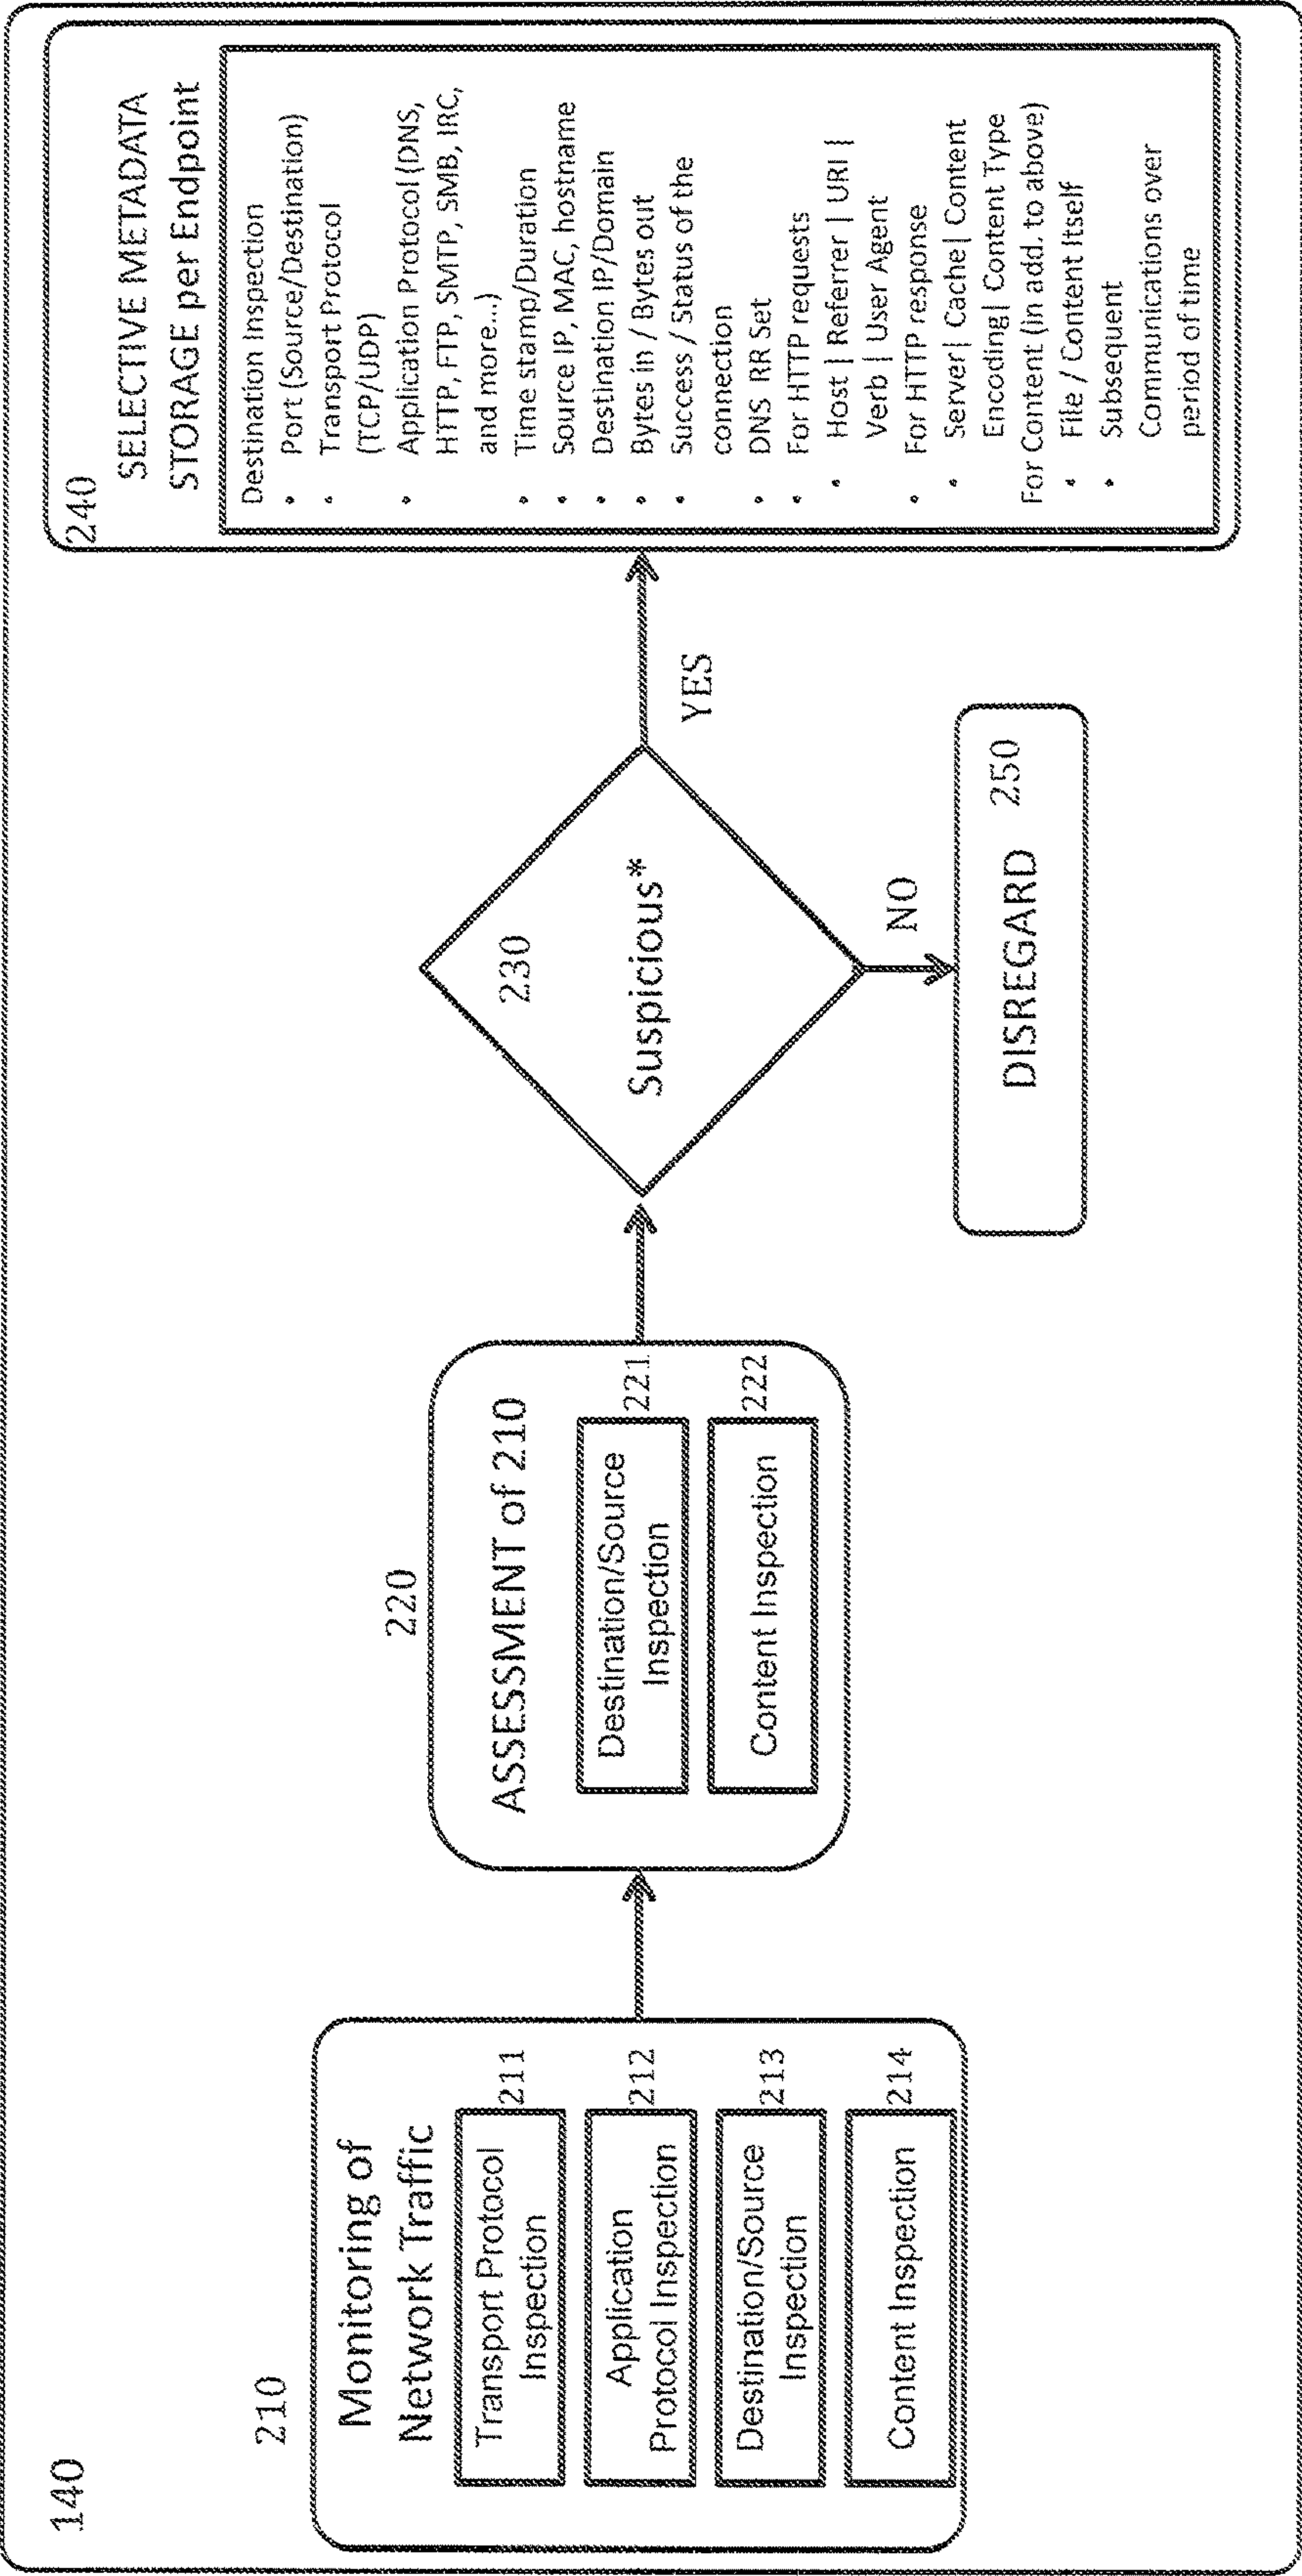 140
210
Monitoring of
Network Traffic
Transport Protocol
Inspection
211
Application
Protocol Inspection
212
Destination/Source
Inspection
213
Content Inspection
214
220
ASSESSMENT of 210
Destination/Source
Inspection
221
Content Inspection
222
230
Suspicious*
YES
NO
DISREGARD 250
240
SELECTIVE METADATA
STORAGE per Endpoint
Destination Inspection
• Port (Source/Destination)
• Transport Protocol
(TCP/UDP)
• Application Protocol (DNS,
HTTP, FTP, SMTP, SMB, IRC,
and more...)
• Time stamp/Duration
• Source IP, MAC, hostname
• Destination IP/Domain
• Bytes in / Bytes out
• Success / Status of the
connection
• DNS RR Set
• For HTTP requests
• Host | Referrer | URI |
Verb | User Agent
• For HTTP response
• Server| Cache| Content
Encoding| Content Type
For Content (in add. to above)
• File / Content Itself
• Subsequent
Communications over
period of time